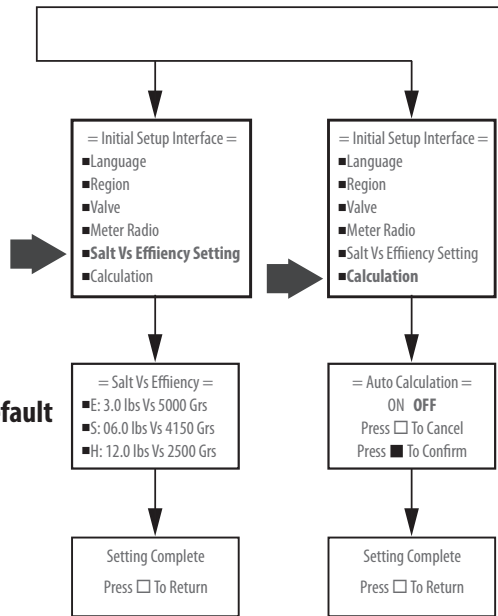 = Initial Setup Interface =
■Language
■Region
■Valve
■Meter Radio
■Salt Vs Effiiency Setting
■Calculation
= Initial Setup Interface =
■Language
■Region
■Valve
■Meter Radio
■Salt Vs Effiiency Setting
■Calculation
fault
= Salt Vs Effiiency =
■E: 3.0 lbs Vs 5000 Grs
■S: 06.0 lbs Vs 4150 Grs
■H: 12.0 lbs Vs 2500 Grs
= Auto Calculation =
ON OFF
Press □ To Cancel
Press ■ To Confirm
Setting Complete
Press □ To Return
Setting Complete
Press □ To Return